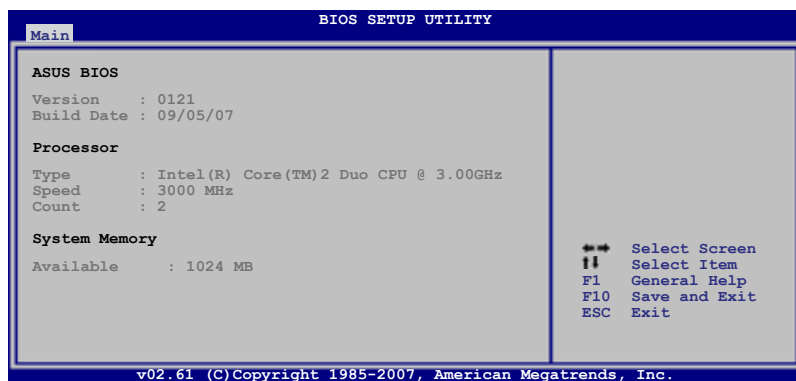 BIOS SETUP UTILITY
Main
ASUS BIOS
Version : 0121
Build Date : 09/05/07
Processor
Type : Intel(R) Core(TM)2 Duo CPU @ 3.00GHz
Speed : 3000 MHz
Count : 2
System Memory
Available : 1024 MB
←→ Select Screen
↑↓ Select Item
F1 General Help
F10 Save and Exit
ESC Exit
v02.61 (C)Copyright 1985-2007, American Megatrends, Inc.